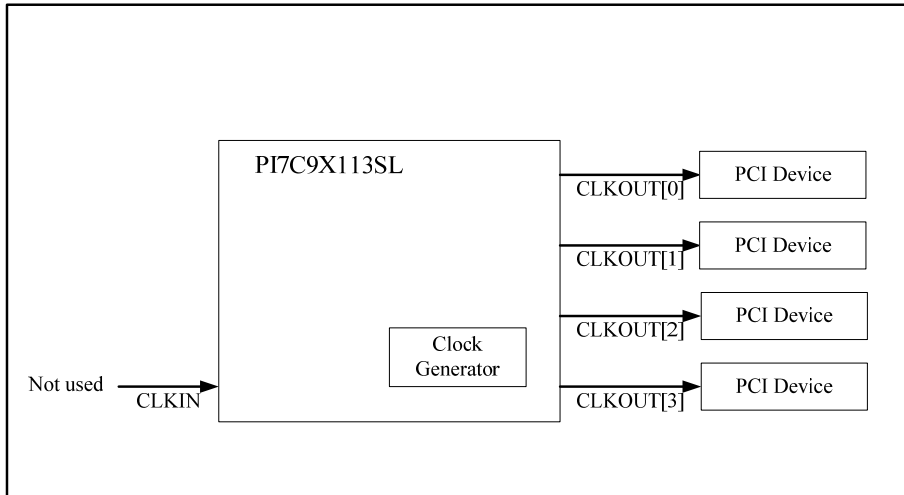 PI7C9X113SL
CLKOUT[0]
PCI Device
CLKOUT[1]
PCI Device
CLKOUT[2]
PCI Device
Clock
Generator
Not used
CLKIN
CLKOUT[3]
PCI Device